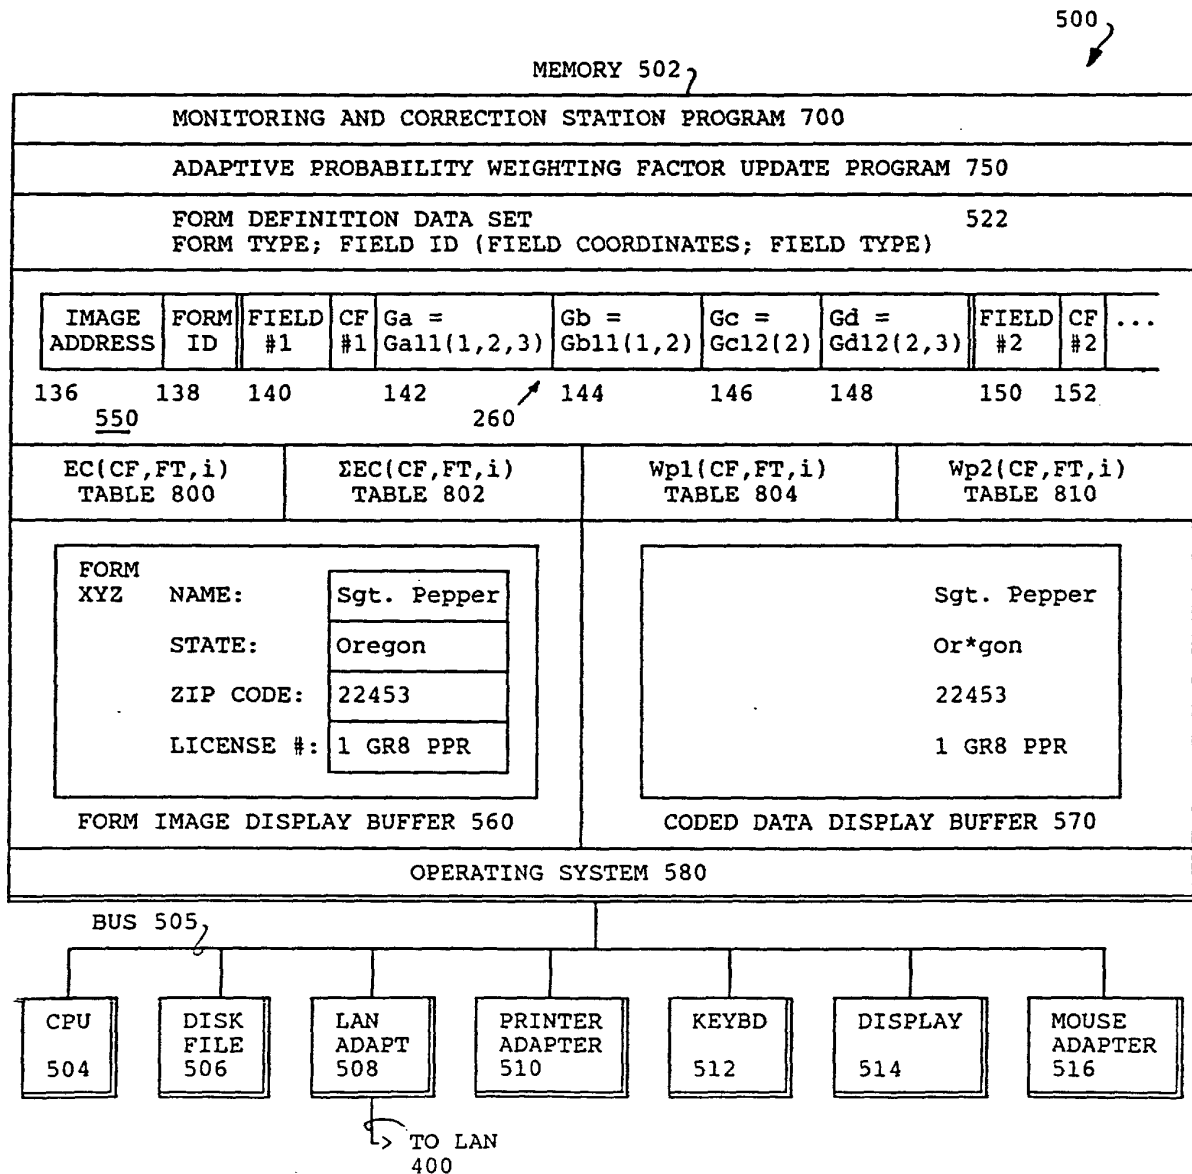 500
MEMORY 502
MONITORING AND CORRECTION STATION PROGRAM 700
ADAPTIVE PROBABILITY WEIGHTING FACTOR UPDATE PROGRAM 750
FORM DEFINITION DATA SET 522
FORM TYPE; FIELD ID (FIELD COORDINATES; FIELD TYPE)
IMAGE FORM FIELD CF Ga = Gb = Gc = Gd = FIELD CF ...
ADDRESS ID #1 #1 Ga11(1,2,3) Gb11(1,2) Gc12(2) Gd12(2,3) #2 #2
136 138 140 142 260 144 146 148 150 152
550
EC(CF,FT,i) ΣEC(CF,FT,i) Wp1(CF,FT,i) Wp2(CF,FT,i)
TABLE 800 TABLE 802 TABLE 804 TABLE 810
FORM
XYZ NAME: Sgt. Pepper Sgt. Pepper
STATE: Oregon Or*gon
ZIP CODE: 22453 22453
LICENSE #: 1 GR8 PPR 1 GR8 PPR
FORM IMAGE DISPLAY BUFFER 560 CODED DATA DISPLAY BUFFER 570
OPERATING SYSTEM 580
BUS 505
CPU DISK LAN PRINTER KEYBD DISPLAY MOUSE
FILE ADAPT ADAPTER ADAPTER
504 506 508 510 512 514 516
TO LAN
400